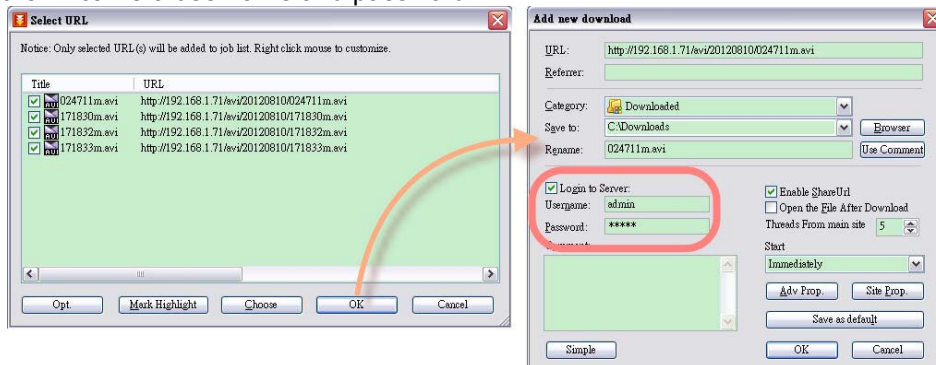 Select URL
Notice: Only selected URL(s) will be added to job list. Right click mouse to customize.
Title URL
024711m.avi http://192.168.1.71/avi/20120810/024711m.avi
171830m.avi http://192.168.1.71/avi/20120810/171830m.avi
171832m.avi http://192.168.1.71/avi/20120810/171832m.avi
171833m.avi http://192.168.1.71/avi/20120810/171833m.avi
Opt. Mark Highlight Choose OK Cancel
Add new download
URL: http://192.168.1.71/avi/20120810/024711m.avi
Referrer:
Category: Downloaded
Save to: C:\Downloads Browser
Rename: 024711m.avi Use Comment
Login to Server:
Username: admin
Password: *****
Enable ShareUrl
Open the File After Download
Threads From main site 5
Start
Immediately
Adv Prop. Site Prop.
Save as default
Simple OK Cancel